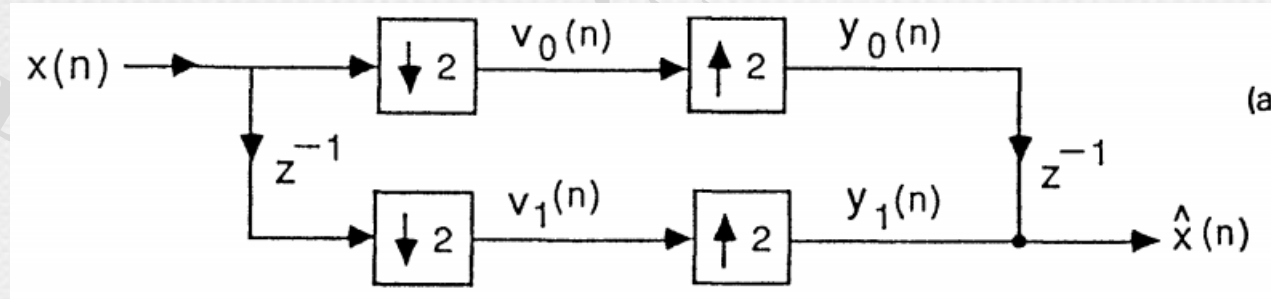 x(n) ↓ 2 v₀(n) ↑ 2 y₀(n)
(a
z⁻¹ z⁻¹
↓ 2 v₁(n) ↑ 2 y₁(n) x̂(n)